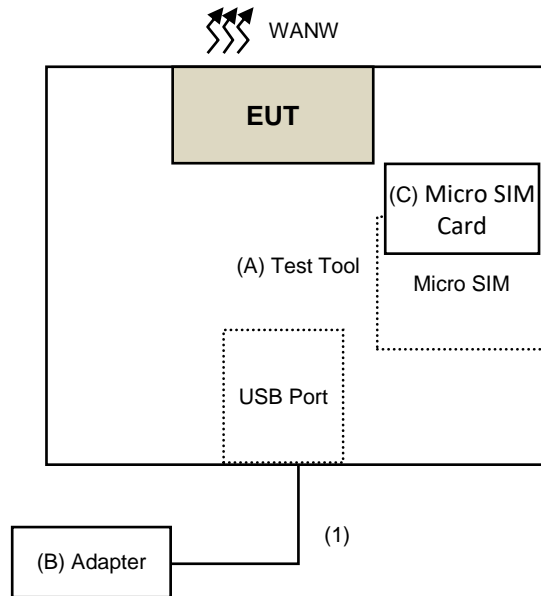 WANW
EUT
(C) Micro SIM
Card
(A) Test Tool
Micro SIM
USB Port
(1)
(B) Adapter